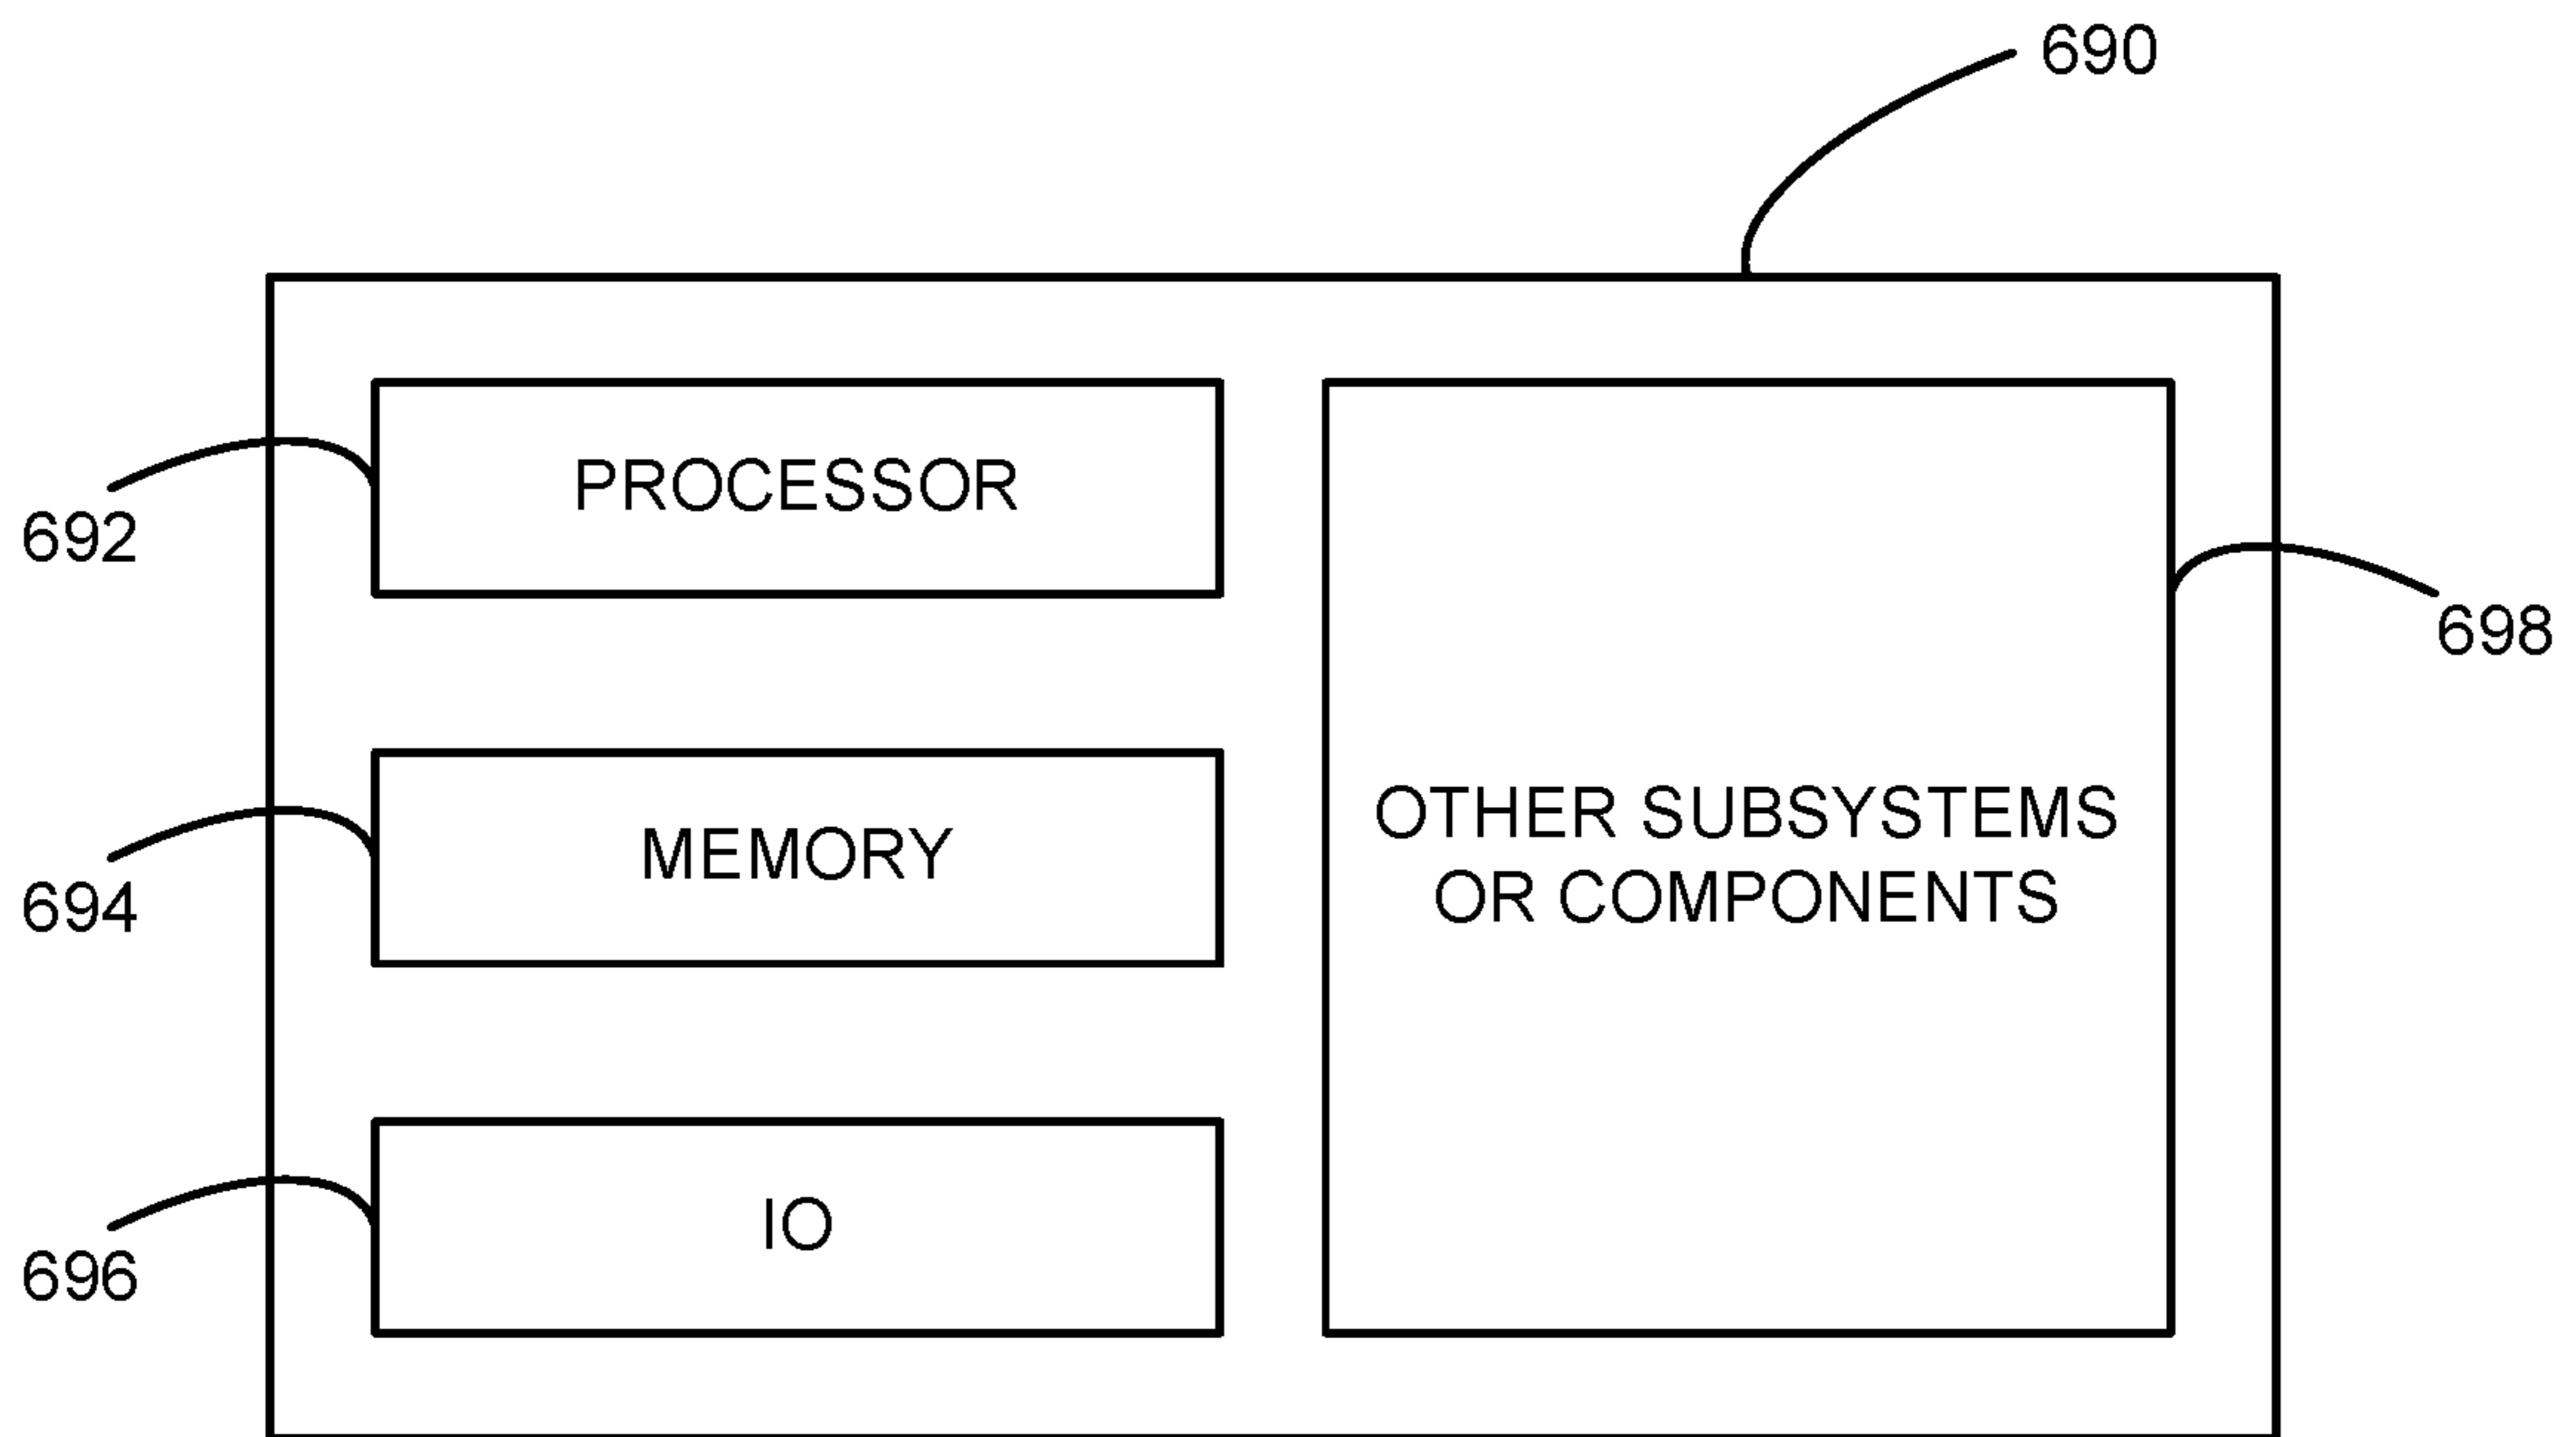 690
PROCESSOR
692
698
OTHER SUBSYSTEMS
MEMORY
OR COMPONENTS
694
IO
696